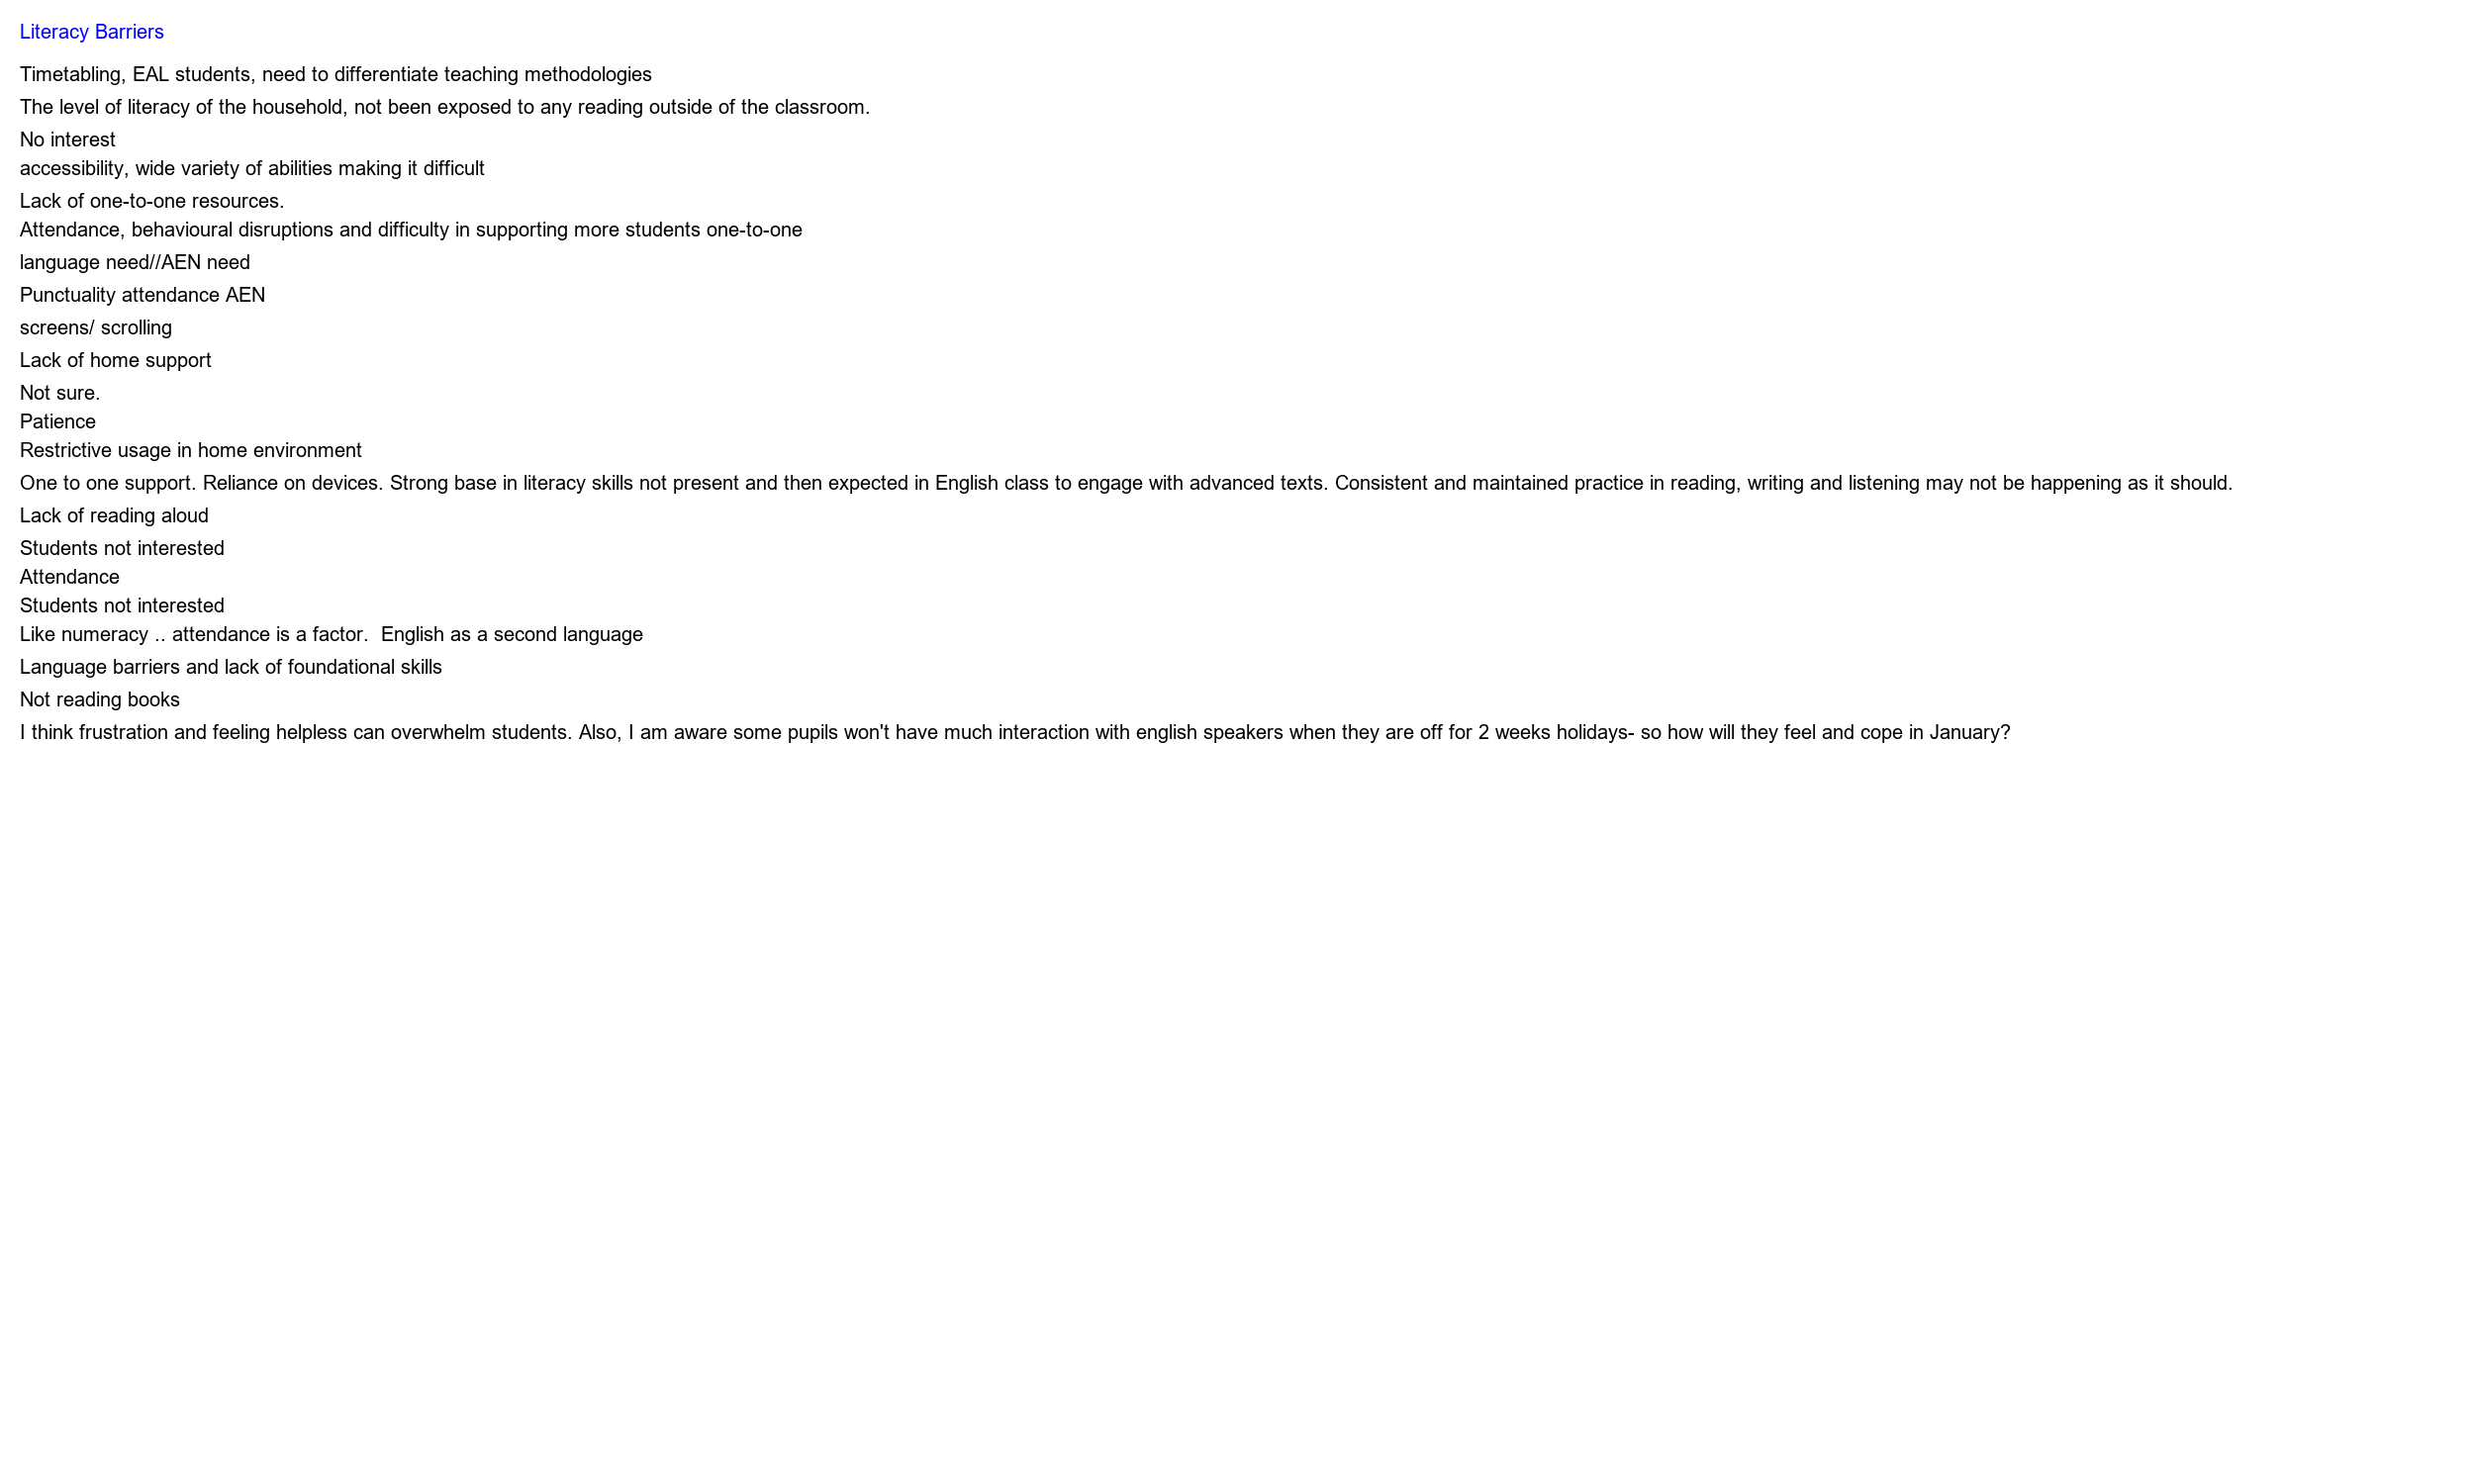 Literacy Barriers
Timetabling, EAL students, need to differentiate teaching methodologies
The level of literacy of the household, not been exposed to any reading outside of the classroom.
No interest
accessibility, wide variety of abilities making it difficult
Lack of one-to-one resources.
Attendance, behavioural disruptions and difficulty in supporting more students one-to-one
language need//AEN need
Punctuality attendance AEN
screens/ scrolling
Lack of home support
Not sure.
Patience
Restrictive usage in home environment
One to one support. Reliance on devices. Strong base in literacy skills not present and then expected in English class to engage with advanced texts. Consistent and maintained practice in reading, writing and listening may not be happening as it should.
Lack of reading aloud
Students not interested
Attendance
Students not interested
Like numeracy .. attendance is a factor.  English as a second language
Language barriers and lack of foundational skills
Not reading books
I think frustration and feeling helpless can overwhelm students. Also, I am aware some pupils won't have much interaction with english speakers when they are off for 2 weeks holidays- so how will they feel and cope in January?